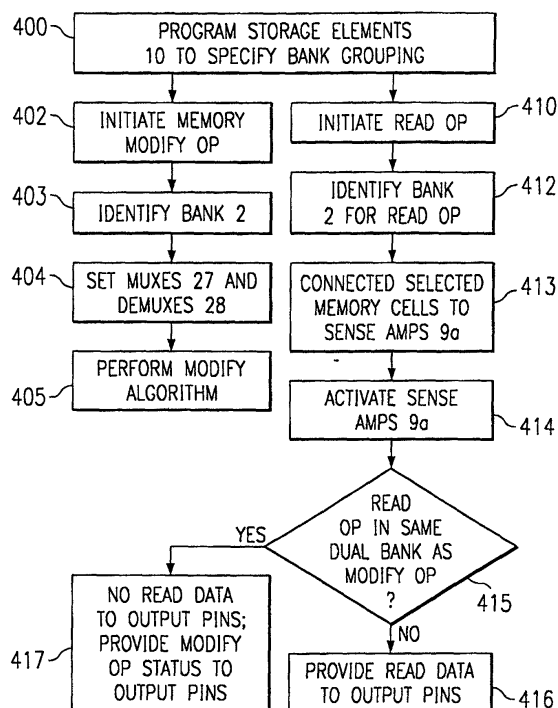 400
PROGRAM STORAGE ELEMENTS
10 TO SPECIFY BANK GROUPING
402
INITIATE MEMORY
MODIFY OP
403
IDENTIFY BANK 2
404
SET MUXES 27 AND
DEMUXES 28
405
PERFORM MODIFY
ALGORITHM
INITIATE READ OP
410
IDENTIFY BANK
2 FOR READ OP
412
CONNECTED SELECTED
MEMORY CELLS TO
SENSE AMPS 9a
413
ACTIVATE SENSE
AMPS 9a
414
READ
OP IN SAME
DUAL BANK AS
MODIFY OP
?
415
YES
NO
417
NO READ DATA
TO OUTPUT PINS;
PROVIDE MODIFY
OP STATUS TO
OUTPUT PINS
PROVIDE READ DATA
TO OUTPUT PINS
416